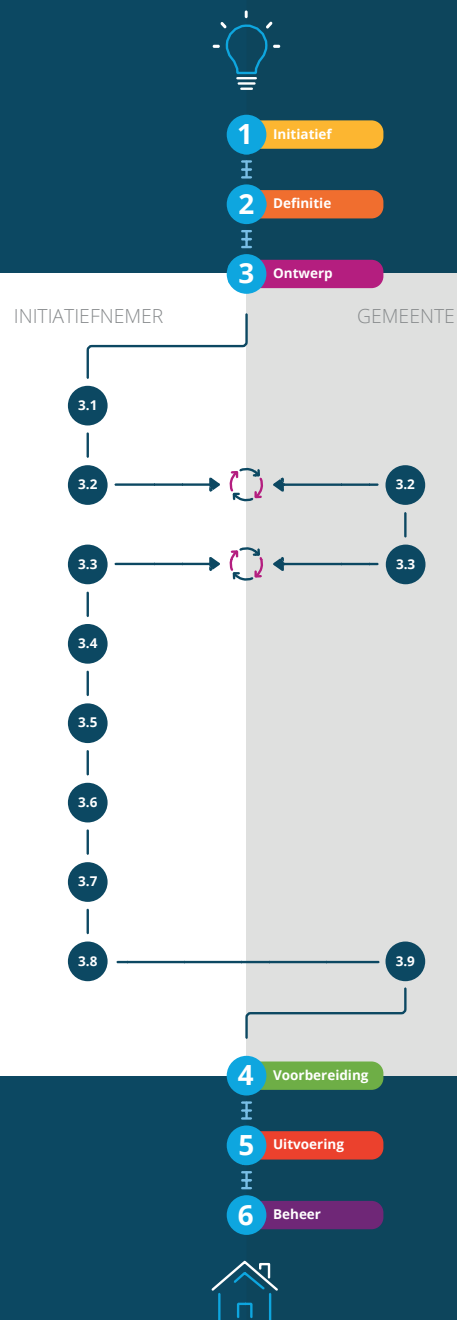 1 Initiatief
2 Definitie
3 Ontwerp
INITIATIEFNEMER GEMEENTE
3.1
3.2 3.2
3.3 3.3
3.4
3.5
3.6
3.7
3.8 3.9
4 Voorbereiding
5 Uitvoering
6 Beheer